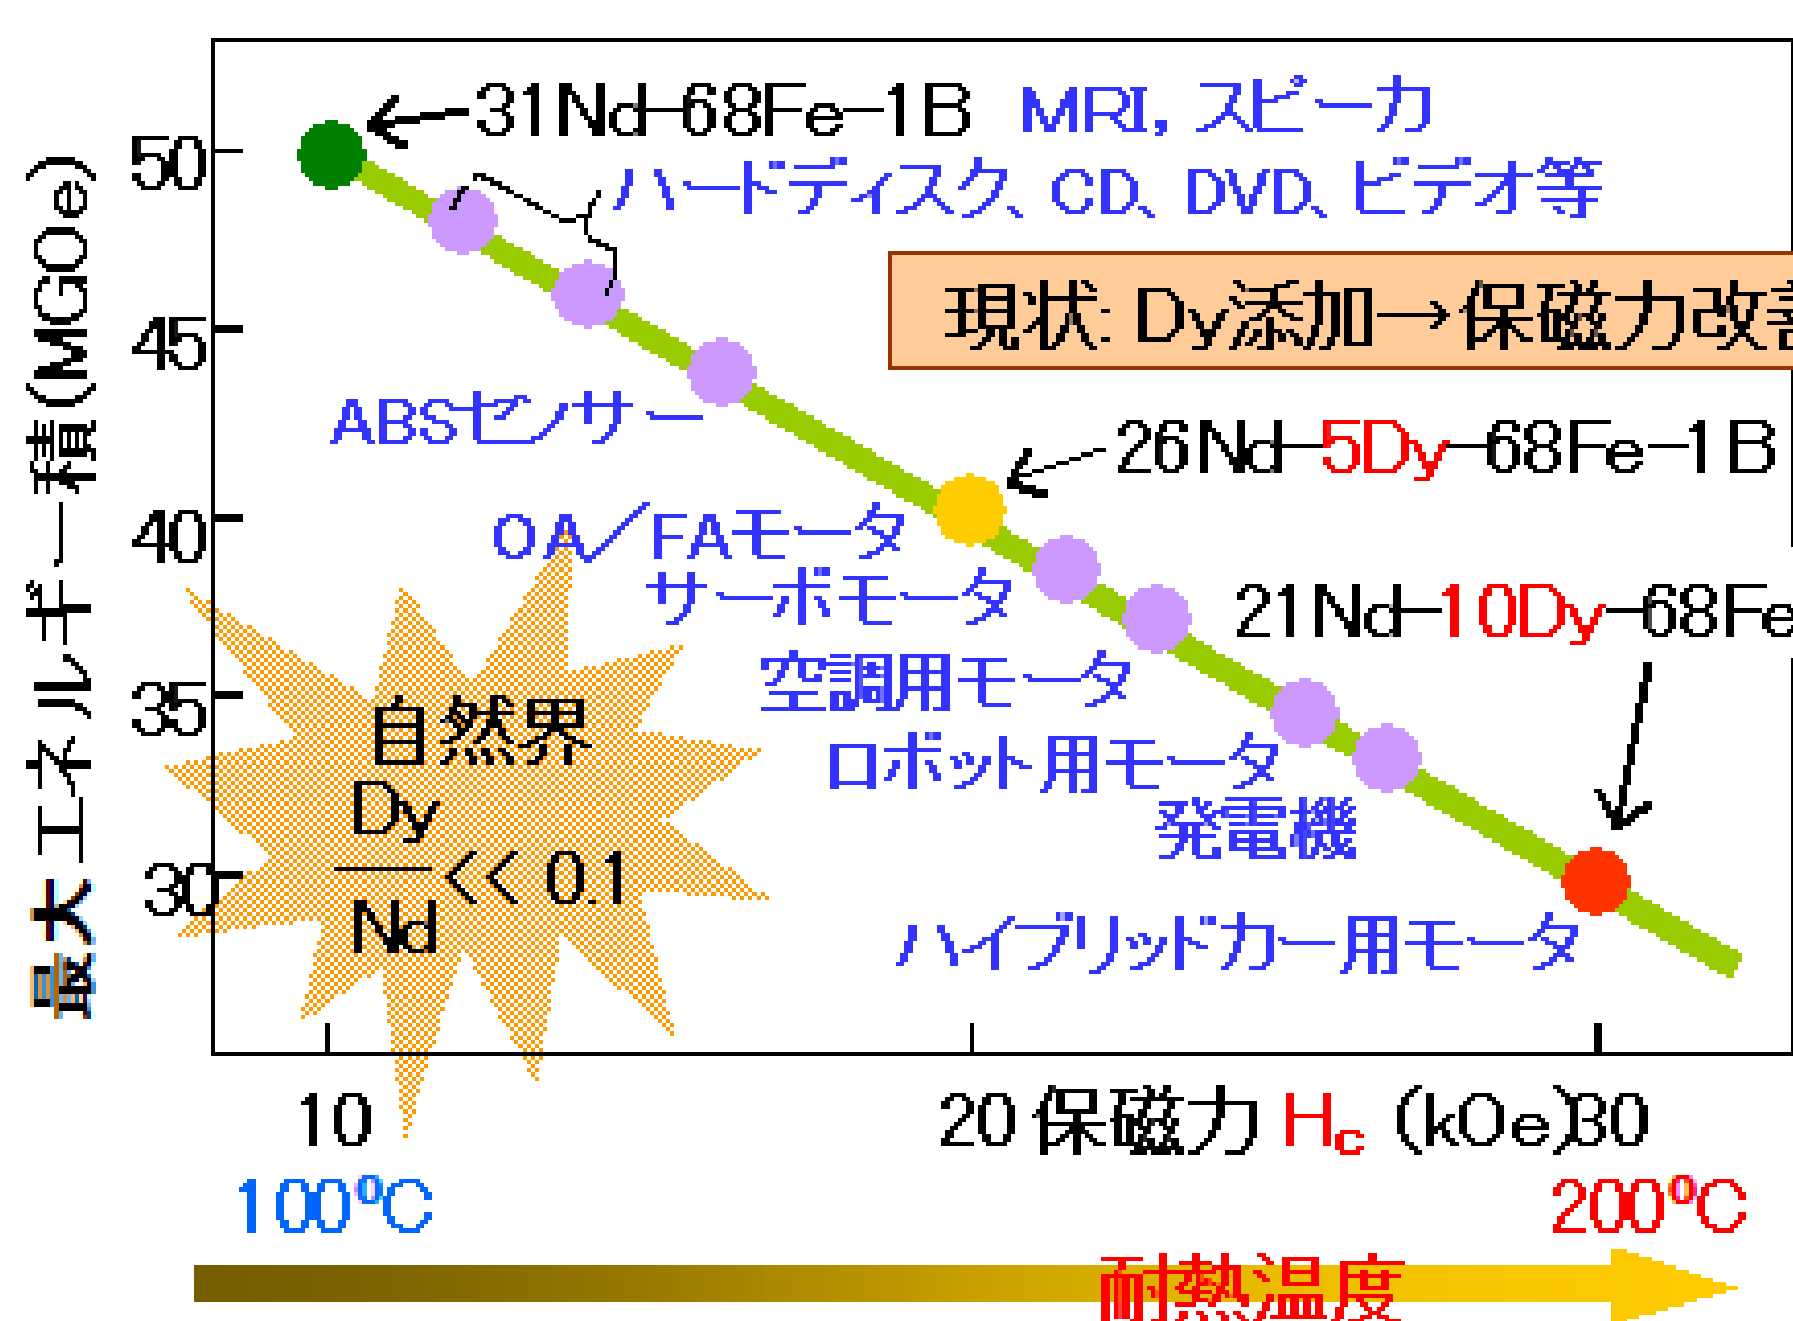 31Nd-68Fe-1B MRI, スピーカ
ハードディスク、CD、DVD、ビデオ等
現状: Dy添加→保磁力改善
ABSセンサー
26Nd-5Dy-68Fe-1B
OA/FAモータ
サーボモータ
21Nd-10Dy-68Fe
空調用モータ
ロボット用モータ
発電機
ハイブリッドカー用モータ
自然界
Dy
Nd
<< 0.1
最大エネルギー積(MGOe)
50
45
40
35
30
10
20 保磁力 Hc (kOe) 30
100ºC
200ºC
耐熱温度